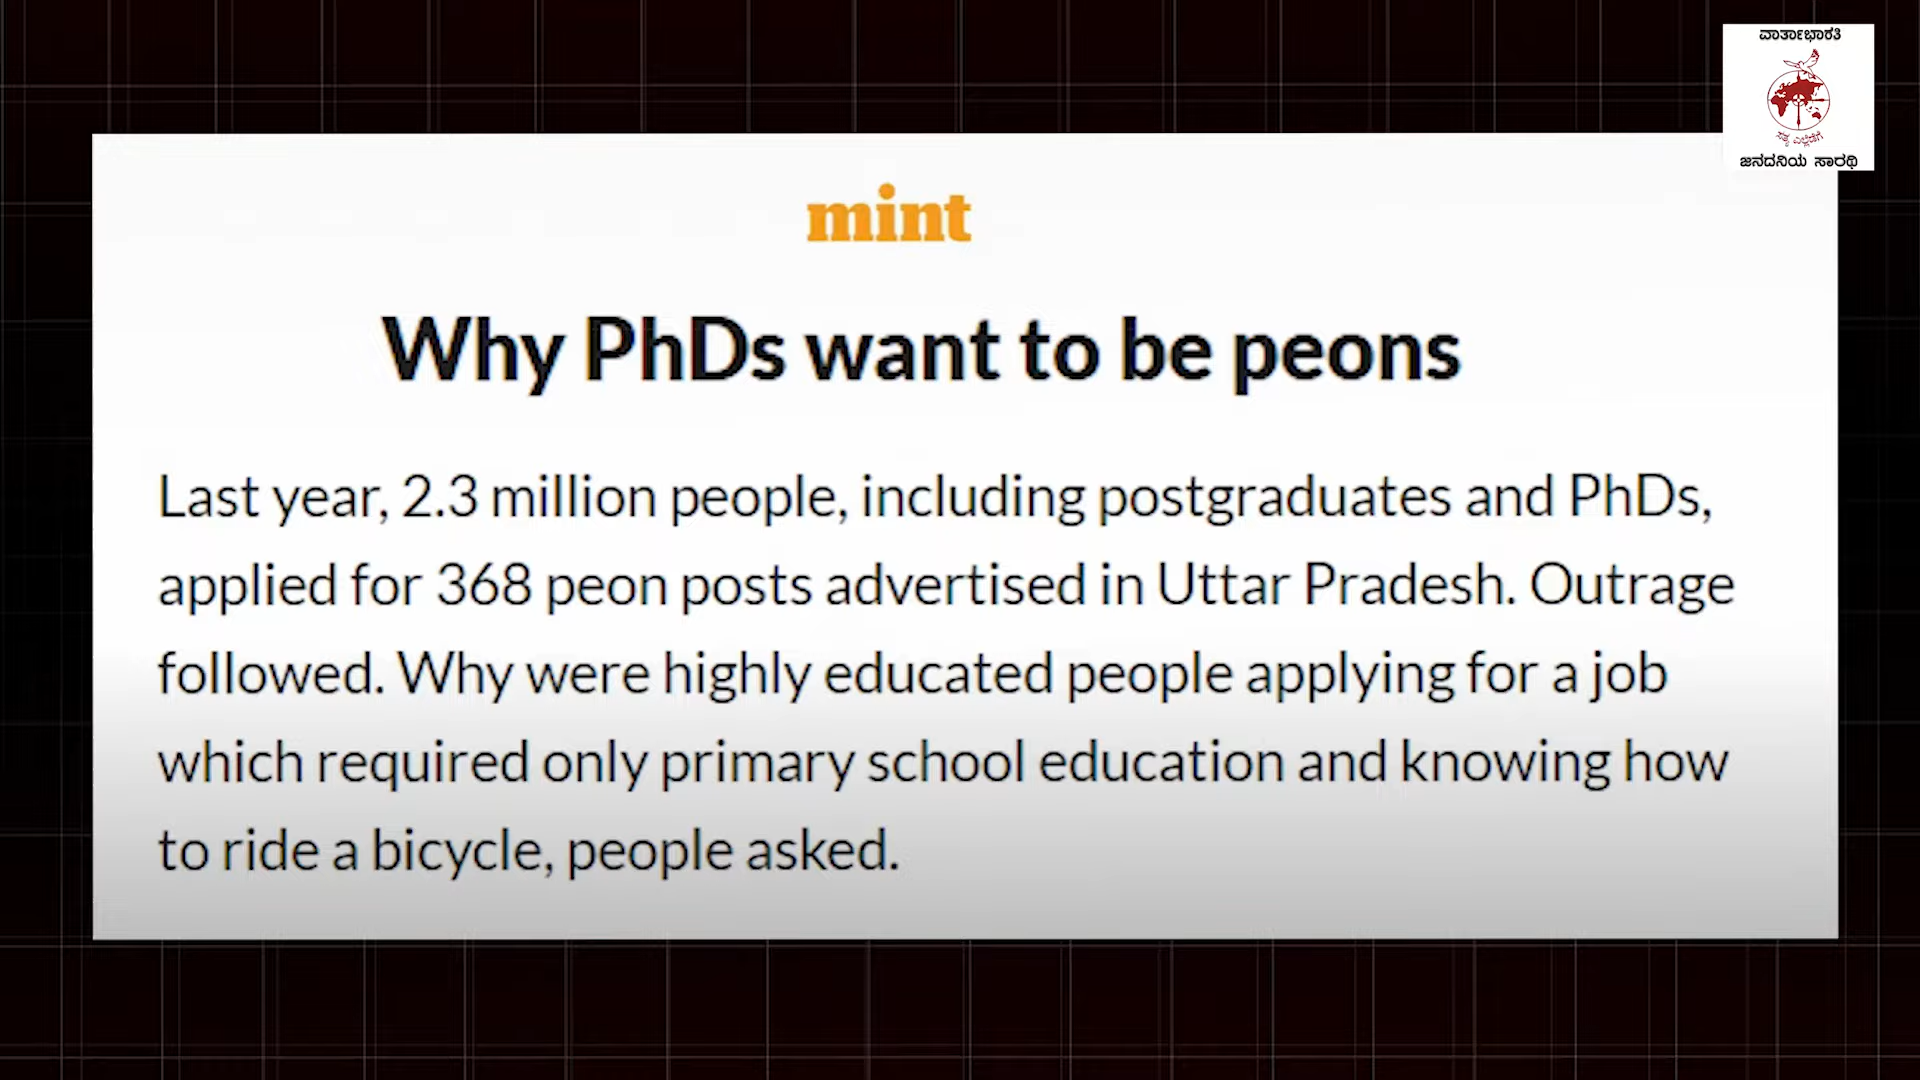 ವಾರ್ತಾಭಾರತಿ
ಸತ್ಯ ಎಲ್ಲೆಡೆಗೆ
ಜನದನಿಯ ಸಾರಥಿ
mint
Why PhDs want to be peons
Last year, 2.3 million people, including postgraduates and PhDs,
applied for 368 peon posts advertised in Uttar Pradesh. Outrage
followed. Why were highly educated people applying for a job
which required only primary school education and knowing how
to ride a bicycle, people asked.